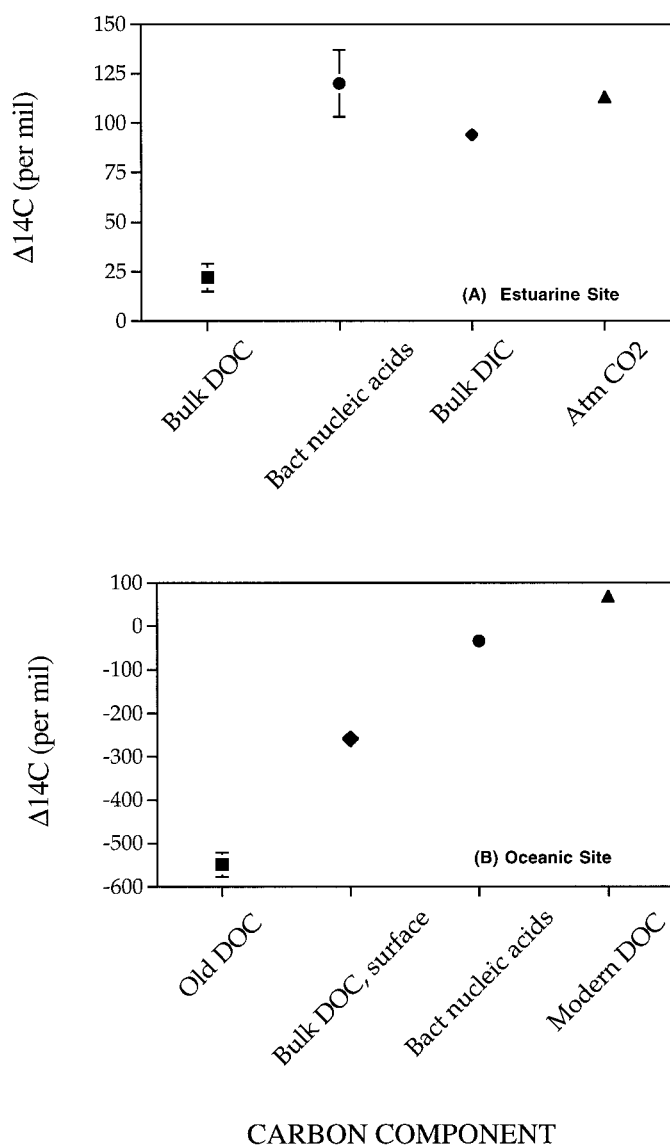 150
125
100
75
50
25
0
Δ14C (per mil)
(A) Estuarine Site
Bulk DOC
Bact nucleic acids
Bulk DIC
Atm CO2
100
0
-100
-200
-300
-400
-500
-600
Δ14C (per mil)
(B) Oceanic Site
Old DOC
Bulk DOC, surface
Bact nucleic acids
Modern DOC
CARBON COMPONENT